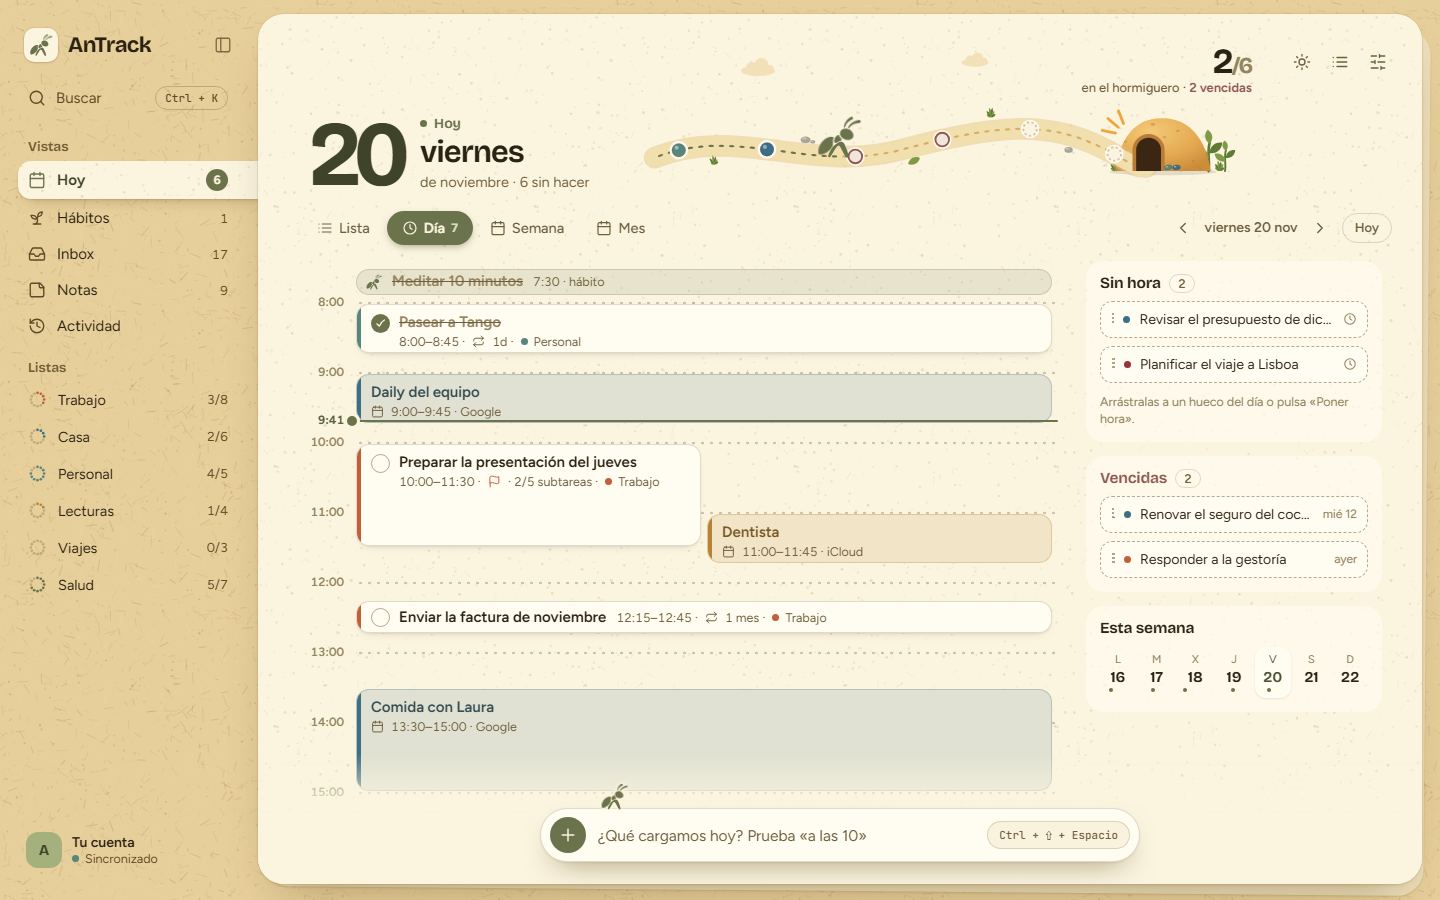 AnTrack
Buscar
Ctrl + K
Vistas
Hoy 6
Hábitos 1
Inbox 17
Notas 9
Actividad
Listas
Trabajo 3/8
Casa 2/6
Personal 4/5
Lecturas 1/4
Viajes 0/3
Salud 5/7
A
Tu cuenta
Sincronizado
20
Hoy
viernes
de noviembre · 6 sin hacer
2/6
en el hormiguero · 2 vencidas
Lista
Día 7
Semana
Mes
viernes 20 nov
Hoy
Meditar 10 minutos 7:30 · hábito
8:00
Pasear a Tango
8:00–8:45 · 1d · Personal
9:00
Daily del equipo
9:00–9:45 · Google
9:41
10:00
Preparar la presentación del jueves
10:00–11:30 · · 2/5 subtareas · Trabajo
11:00
Dentista
11:00–11:45 · iCloud
12:00
Enviar la factura de noviembre 12:15–12:45 · 1 mes · Trabajo
13:00
Comida con Laura
13:30–15:00 · Google
14:00
15:00
Sin hora 2
Revisar el presupuesto de dic...
Planificar el viaje a Lisboa
Arrástralas a un hueco del día o pulsa «Poner
hora».
Vencidas 2
Renovar el seguro del coc... mié 12
Responder a la gestoría ayer
Esta semana
L M X J V S D
16 17 18 19 20 21 22
¿Qué cargamos hoy? Prueba «a las 10»
Ctrl + ⇧ + Espacio